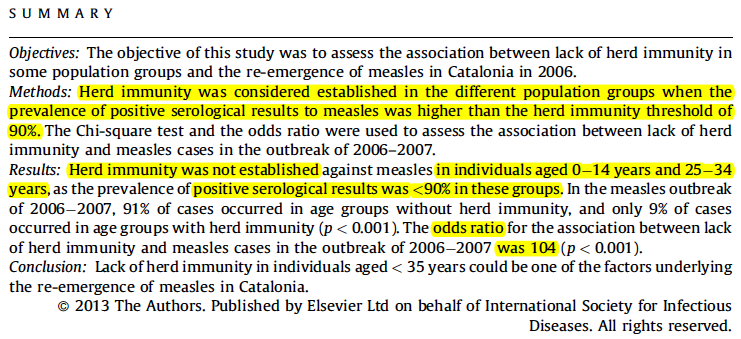 SUMMARY
Objectives: The objective of this study was to assess the association between lack of herd immunity in
some population groups and the re-emergence of measles in Catalonia in 2006.
Methods: Herd immunity was considered established in the different population groups when the
prevalence of positive serological results to measles was higher than the herd immunity threshold of
90%. The Chi-square test and the odds ratio were used to assess the association between lack of herd
immunity and measles cases in the outbreak of 2006–2007.
Results: Herd immunity was not established against measles in individuals aged 0–14 years and 25–34
years, as the prevalence of positive serological results was <90% in these groups. In the measles outbreak
of 2006–2007, 91% of cases occurred in age groups without herd immunity, and only 9% of cases
occurred in age groups with herd immunity (p < 0.001). The odds ratio for the association between lack
of herd immunity and measles cases in the outbreak of 2006–2007 was 104 (p < 0.001).
Conclusion: Lack of herd immunity in individuals aged < 35 years could be one of the factors underlying
the re-emergence of measles in Catalonia.
© 2013 The Authors. Published by Elsevier Ltd on behalf of International Society for Infectious
Diseases. All rights reserved.